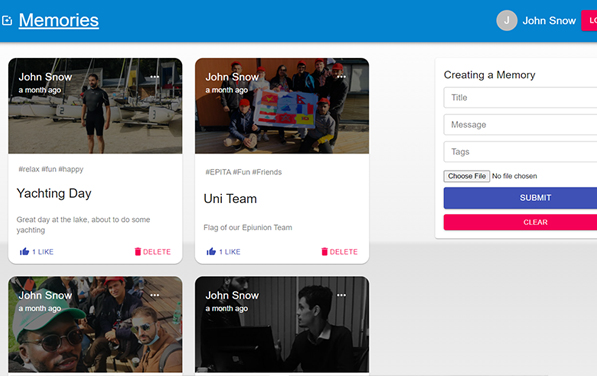 Memories
J John Snow LO
John Snow ...
a month ago
#relax #fun #happy
Yachting Day
Great day at the lake, about to do some
yachting
1 LIKE DELETE
John Snow ...
a month ago
#EPITA #Fun #Friends
Uni Team
Flag of our Epiunion Team
1 LIKE DELETE
John Snow ...
a month ago
John Snow ...
a month ago
Creating a Memory
Title
Message
Tags
Choose File No file chosen
SUBMIT
CLEAR